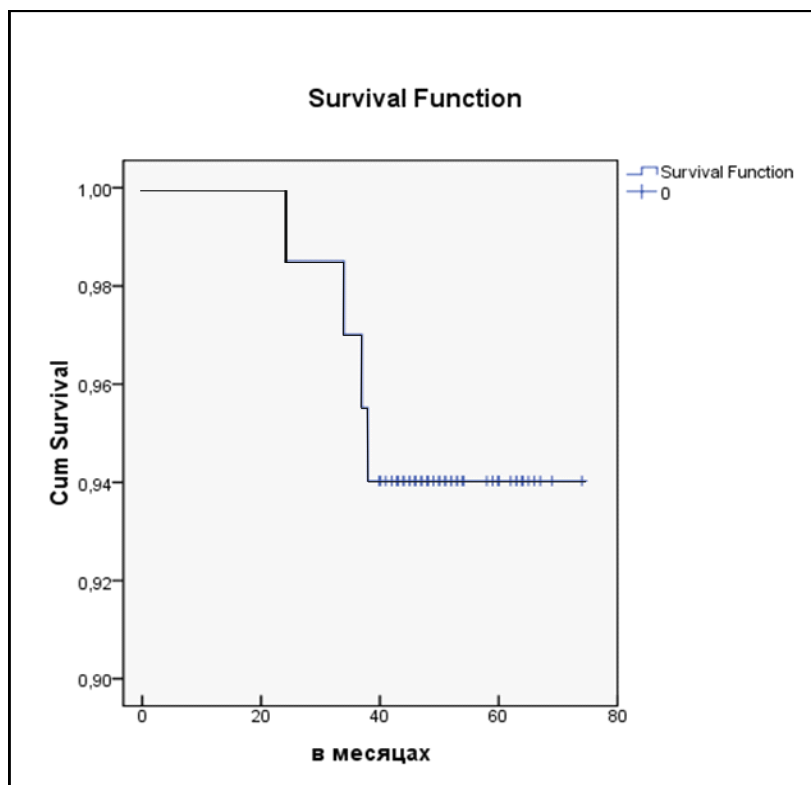 Survival Function
Survival Function
0
1,00
0,98
0,96
0,94
0,92
0,90
Cum Survival
0 20 40 60 80
в месяцах